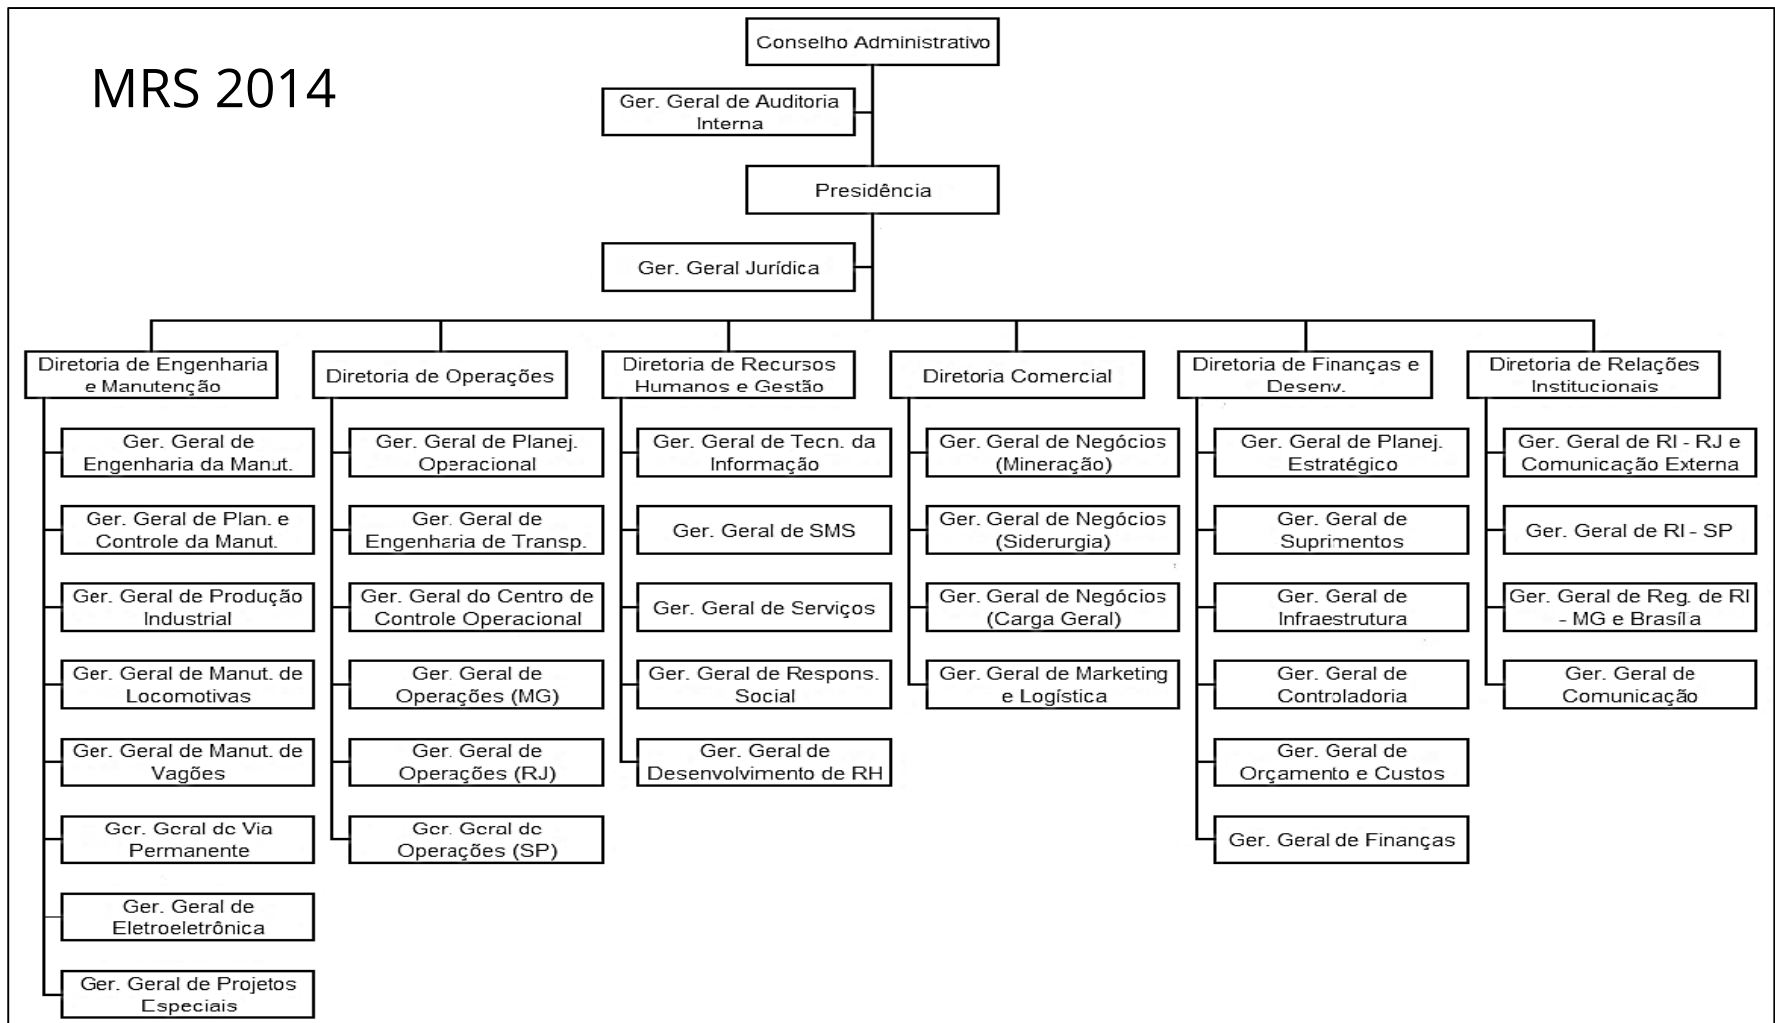 MRS 2014
Conselho Administrativo
Ger. Geral de Auditoria
Interna
Presidência
Ger. Geral Jurídica
Diretoria de Engenharia
e Manutenção
Ger. Geral de
Engenharia da Manut.
Ger. Geral de Plan. e
Controle da Manut.
Ger. Geral de Produção
Industrial
Ger. Geral de Manut. de
Locomotivas
Ger. Geral de Manut. de
Vagões
Ger. Geral de Via
Permanente
Ger. Geral de
Eletroeletrônica
Ger. Geral de Projetos
Especiais
Diretoria de Operações
Ger. Geral de Planej.
Operacional
Ger. Geral de
Engenharia de Transp.
Ger. Geral do Centro de
Controle Operacional
Ger. Geral de
Operações (MG)
Ger. Geral de
Operações (RJ)
Ger. Geral de
Operações (SP)
Diretoria de Recursos
Humanos e Gestão
Ger. Geral de Tecn. da
Informação
Ger. Geral de SMS
Ger. Geral de Serviços
Ger. Geral de Respons.
Social
Ger. Geral de
Desenvolvimento de RH
Diretoria Comercial
Ger. Geral de Negócios
(Mineração)
Ger. Geral de Negócios
(Siderurgia)
Ger. Geral de Negócios
(Carga Geral)
Ger. Geral de Marketing
e Logística
Diretoria de Finanças e
Desenv.
Ger. Geral de Planej.
Estratégico
Ger. Geral de
Suprimentos
Ger. Geral de
Infraestrutura
Ger. Geral de
Controladoria
Ger. Geral de
Orçamento e Custos
Ger. Geral de Finanças
Diretoria de Relações
Institucionais
Ger. Geral de RI - RJ e
Comunicação Externa
Ger. Geral de RI - SP
Ger. Geral de Reg. de RI
- MG e Brasília
Ger. Geral de
Comunicação